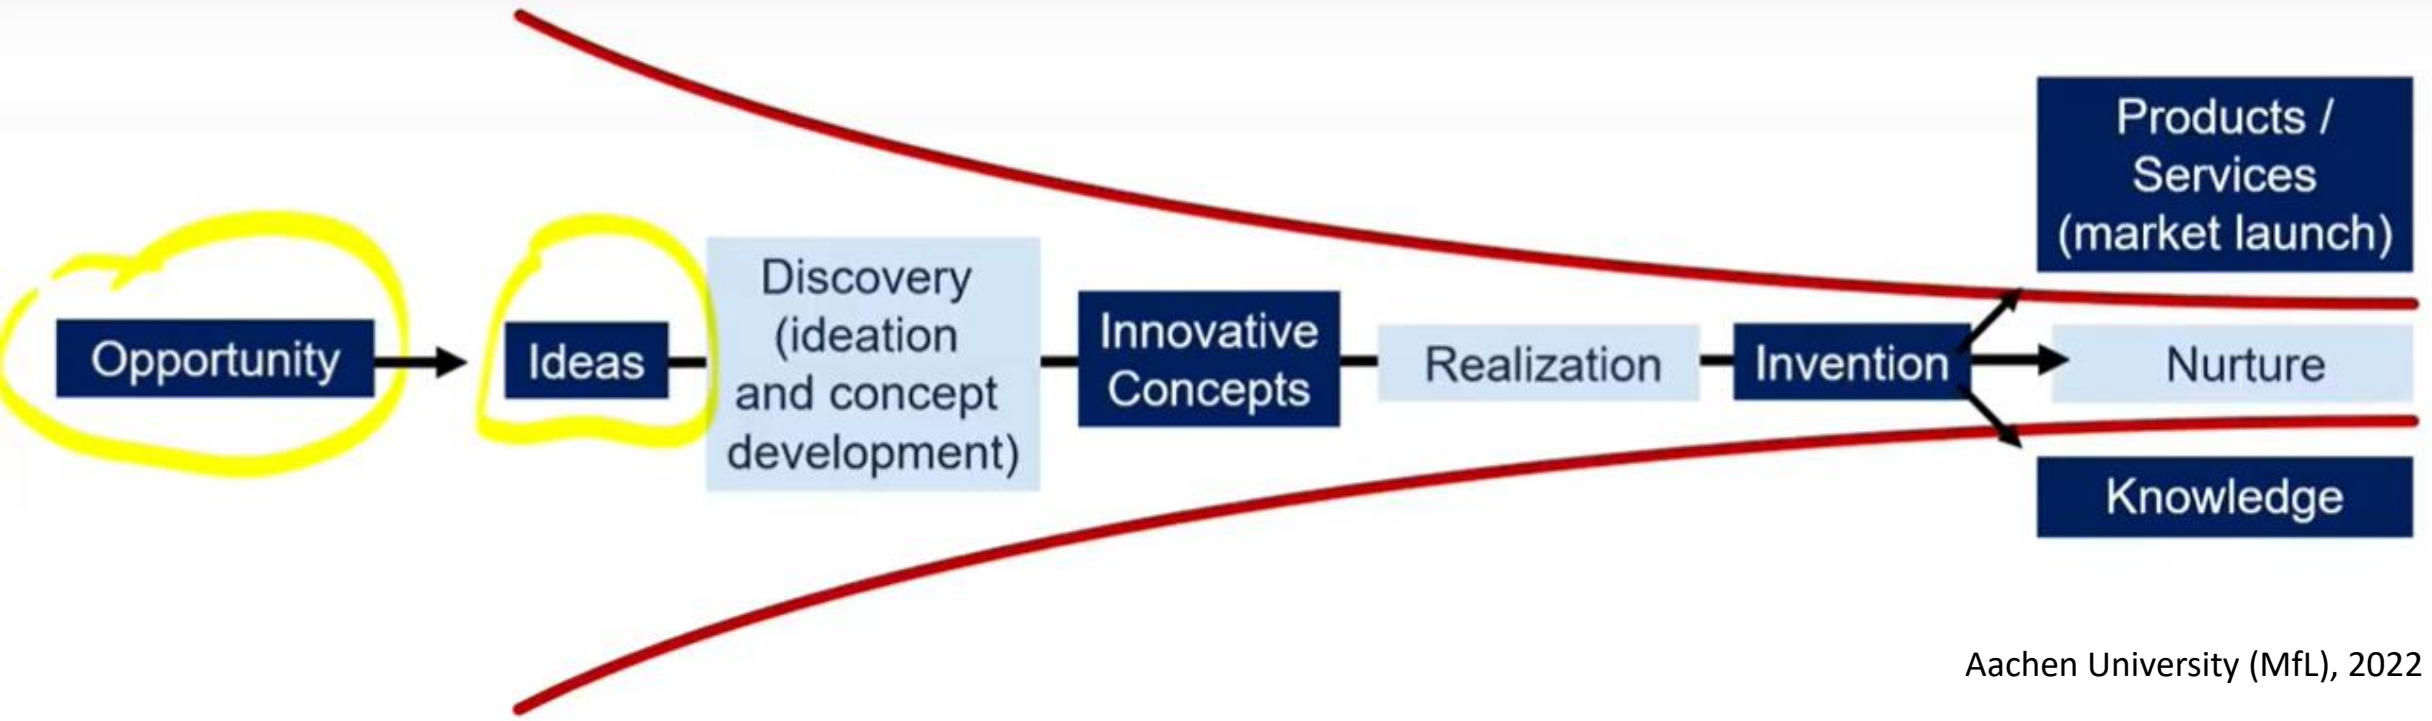 Opportunity
Ideas
Discovery
(ideation
and concept
development)
Innovative
Concepts
Realization
Invention
Products /
Services
(market launch)
Nurture
Knowledge
Aachen University (MfL), 2022